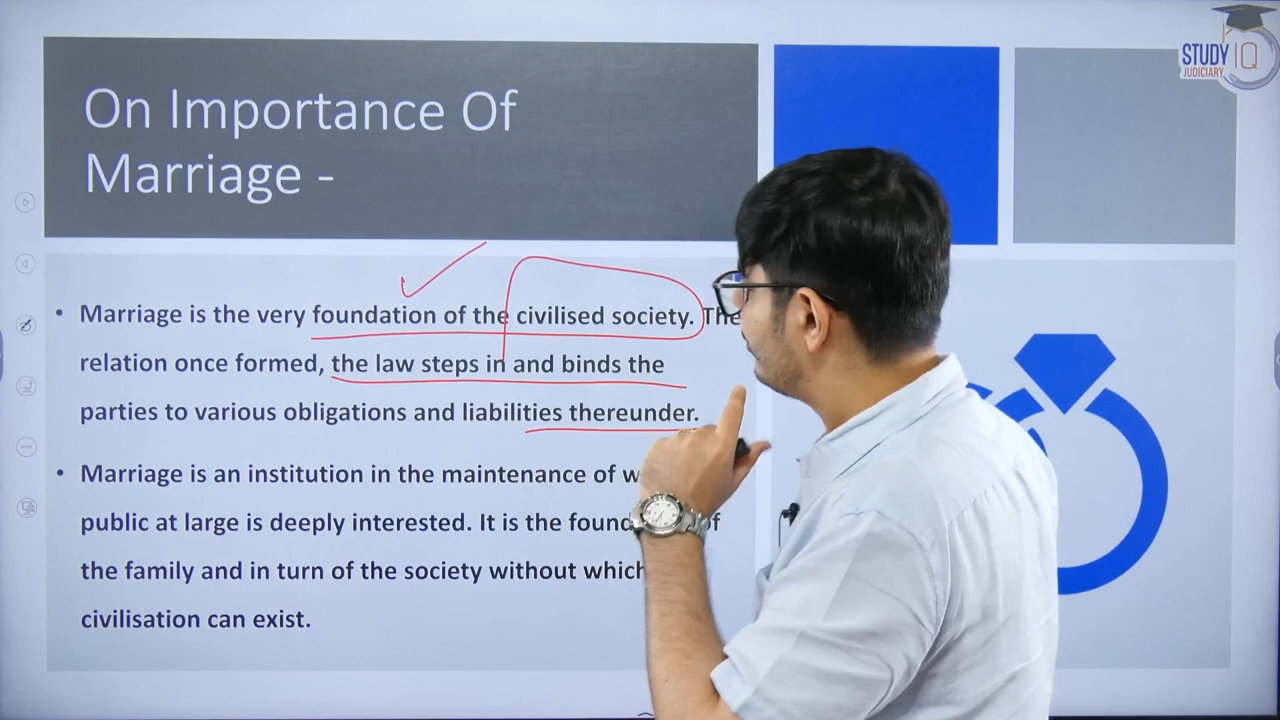 STUDY IQ
JUDICIARY
On Importance Of
Marriage -
• Marriage is the very foundation of the civilised society. The
relation once formed, the law steps in and binds the
parties to various obligations and liabilities thereunder.
• Marriage is an institution in the maintenance of
public at large is deeply interested. It is the of
the family and in turn of the society without which
civilisation can exist.